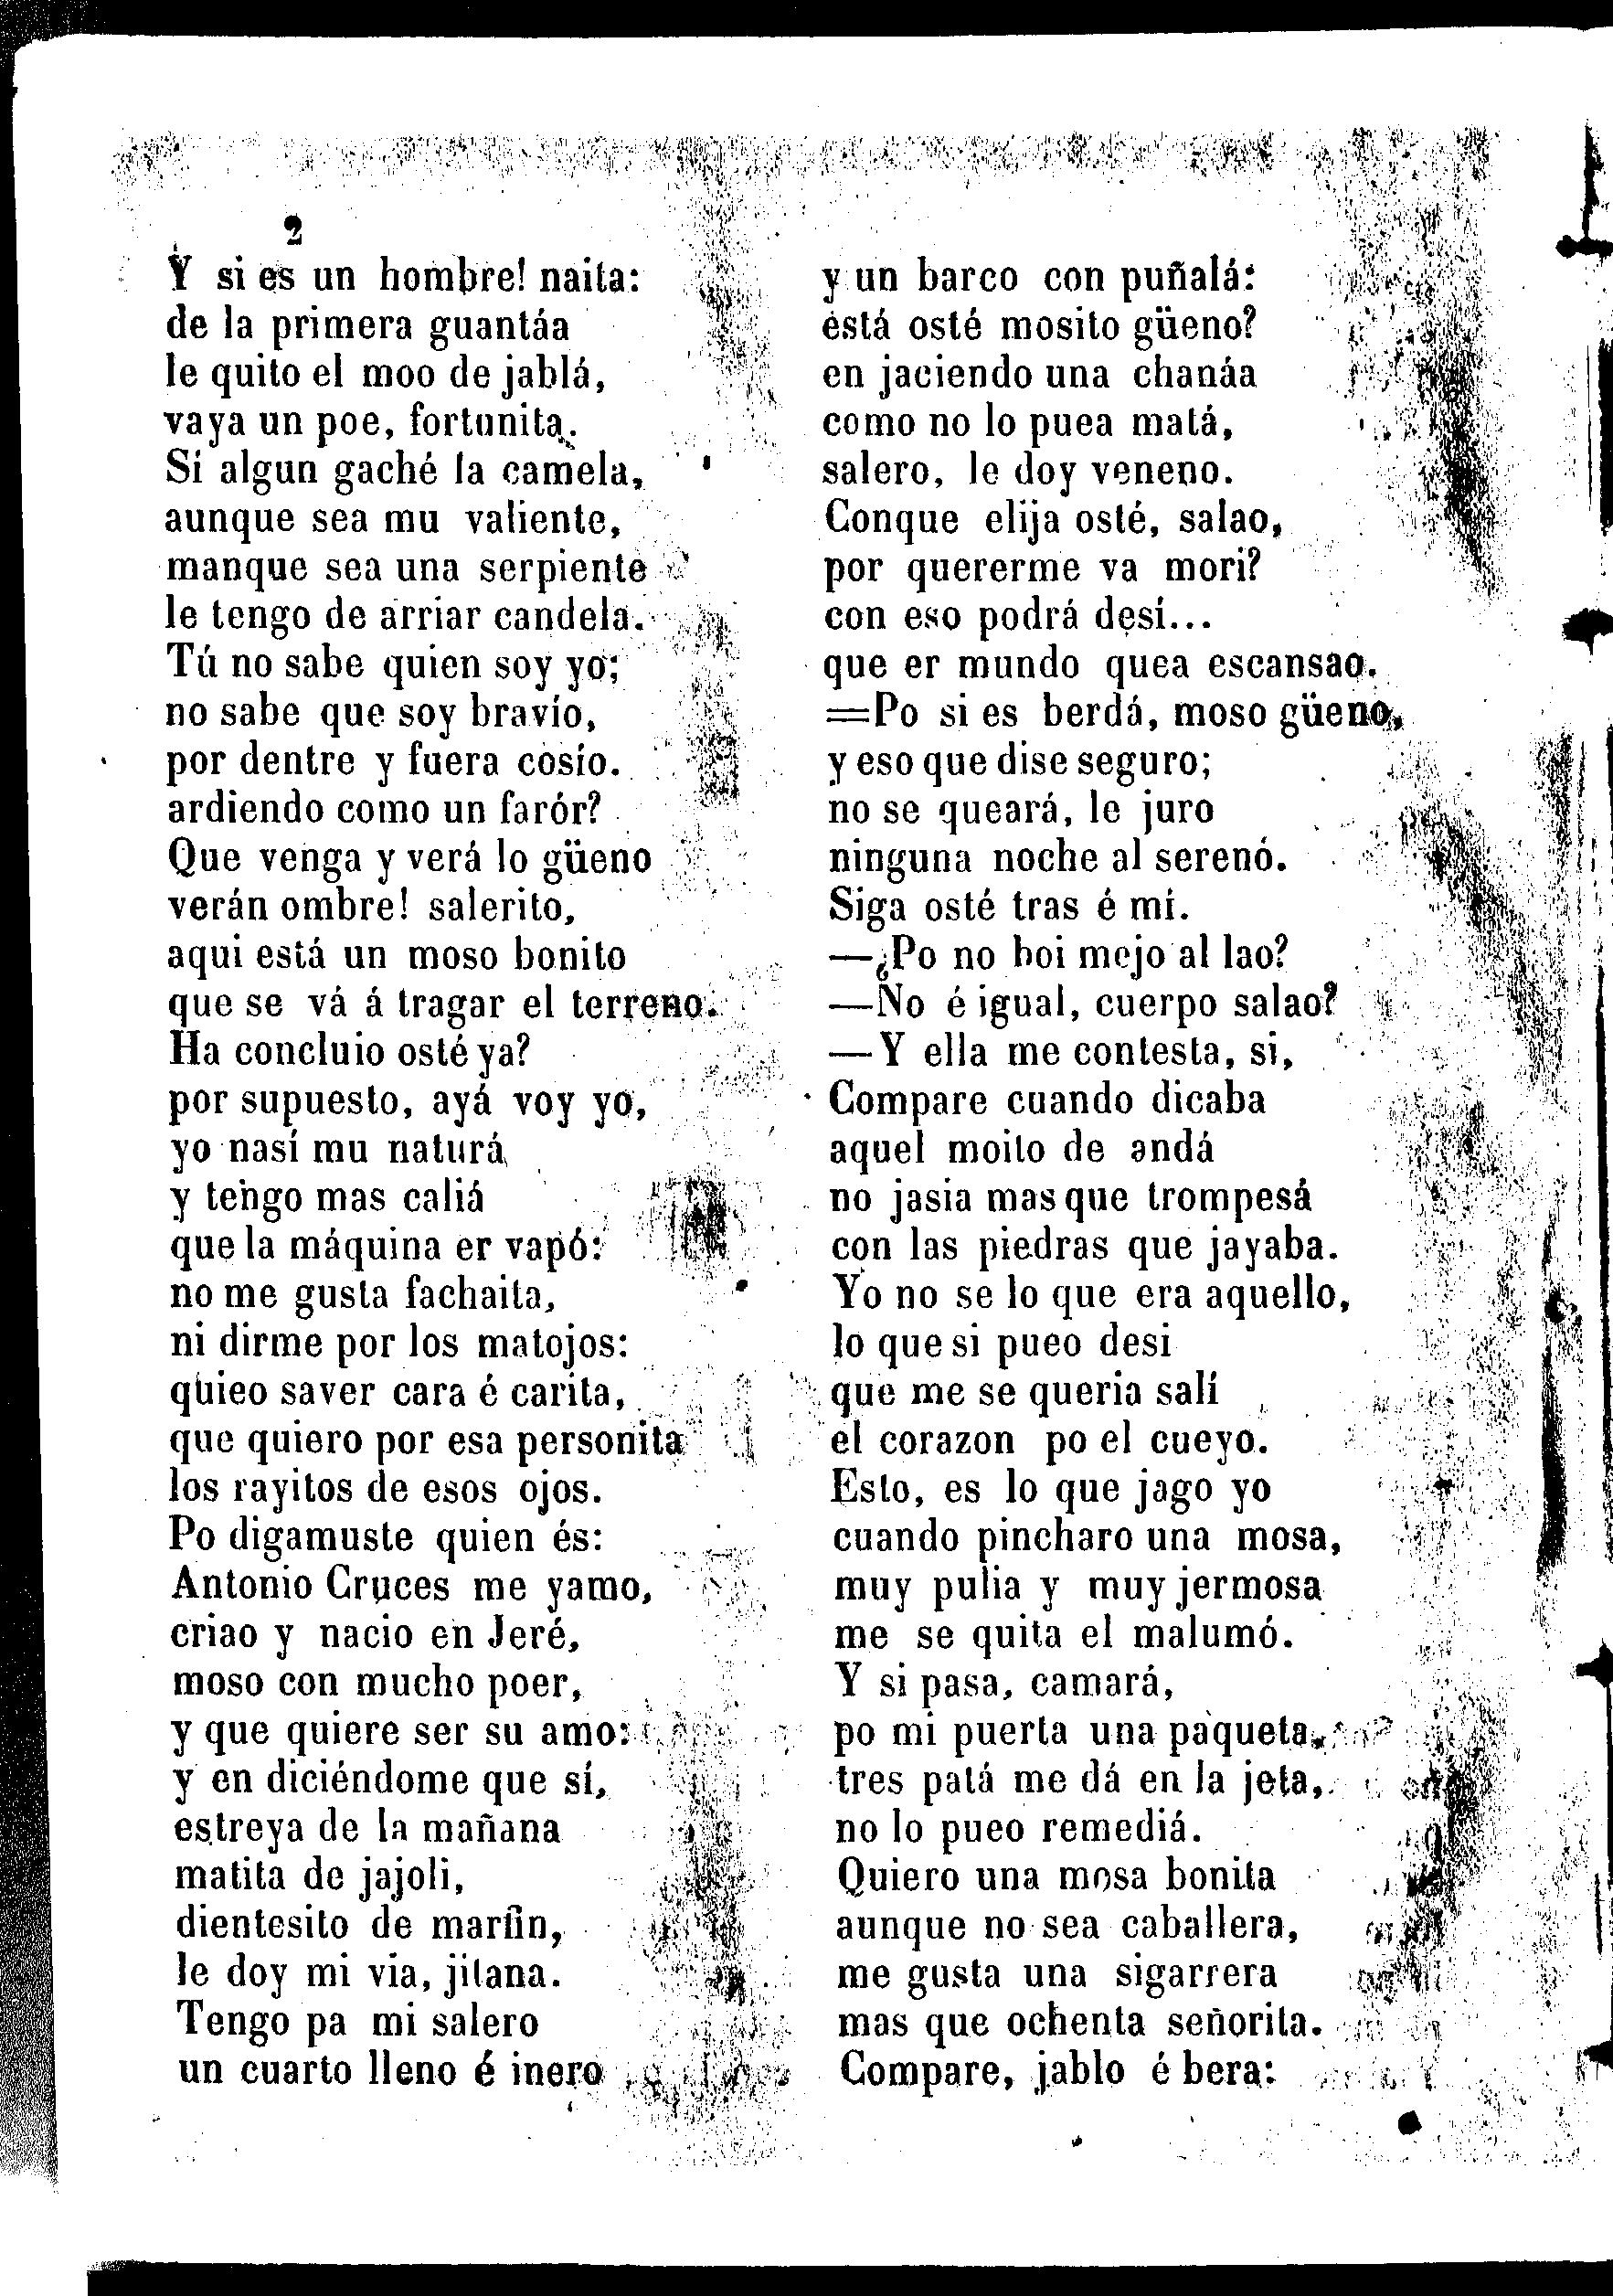 2
Y si es un hombre! naita:
de la primera guantáa
le quito el moo de jablá,
vaya un poe, fortunita.
Si algun gaché la camela,
aunque sea mu valiente,
manque sea una serpiente
le tengo de arriar candela.
Tú no sabe quien soy yo;
no sabe que soy bravío,
por dentre y fuera cosío.
ardiendo como un farór?
Que venga y verá lo güeno
verán ombre! salerito,
aqui está un moso bonito
que se vá á tragar el terreno.
Ha concluio osté ya?
por supuesto, ayá voy yo,
yo nasí mu naturá
y tengo mas caliá
que la máquina er vapó:
no me gusta fachaita,
ni dirme por los matojos:
quieo saver cara é carita,
que quiero por esa personita
los rayitos de esos ojos.
Po digamuste quien és:
Antonio Cruces me yamo,
criao y nacio en Jeré,
moso con mucho poer,
y que quiere ser su amo:
y en diciéndome que sí,
estreya de la mañana
matita de jajoli,
dientesito de marfin,
le doy mi via, jitana.
Tengo pa mi salero
un cuarto lleno é inero
y un barco con puñalá:
está osté mosito güeno?
en jaciendo una chanáa
como no lo puea matá,
salero, le doy veneno.
Conque elija osté, salao,
por quererme va mori?
con eso podrá desí...
que er mundo quea escansao.
=Po si es berdá, moso güeno,
y eso que dise seguro;
no se queará, le juro
ninguna noche al serenó.
Siga osté tras é mí.
—¿Po no hoi mejo al lao?
—No é igual, cuerpo salao?
—Y ella me contesta, si,
Compare cuando dicaba
aquel moito de andá
no jasia mas que trompesá
con las piedras que jayaba.
Yo no se lo que era aquello,
lo que si pueo desi
que me se queria salí
el corazon po el cueyo.
Esto, es lo que jago yo
cuando pincharo una mosa,
muy pulia y muy jermosa
me se quita el malumó.
Y si pasa, camará,
po mi puerta una paqueta,
tres patá me dá en la jeta,
no lo pueo remediá.
Quiero una mosa bonita
aunque no sea caballera,
me gusta una sigarrera
mas que ochenta señorita.
Compare, jablo é bera: